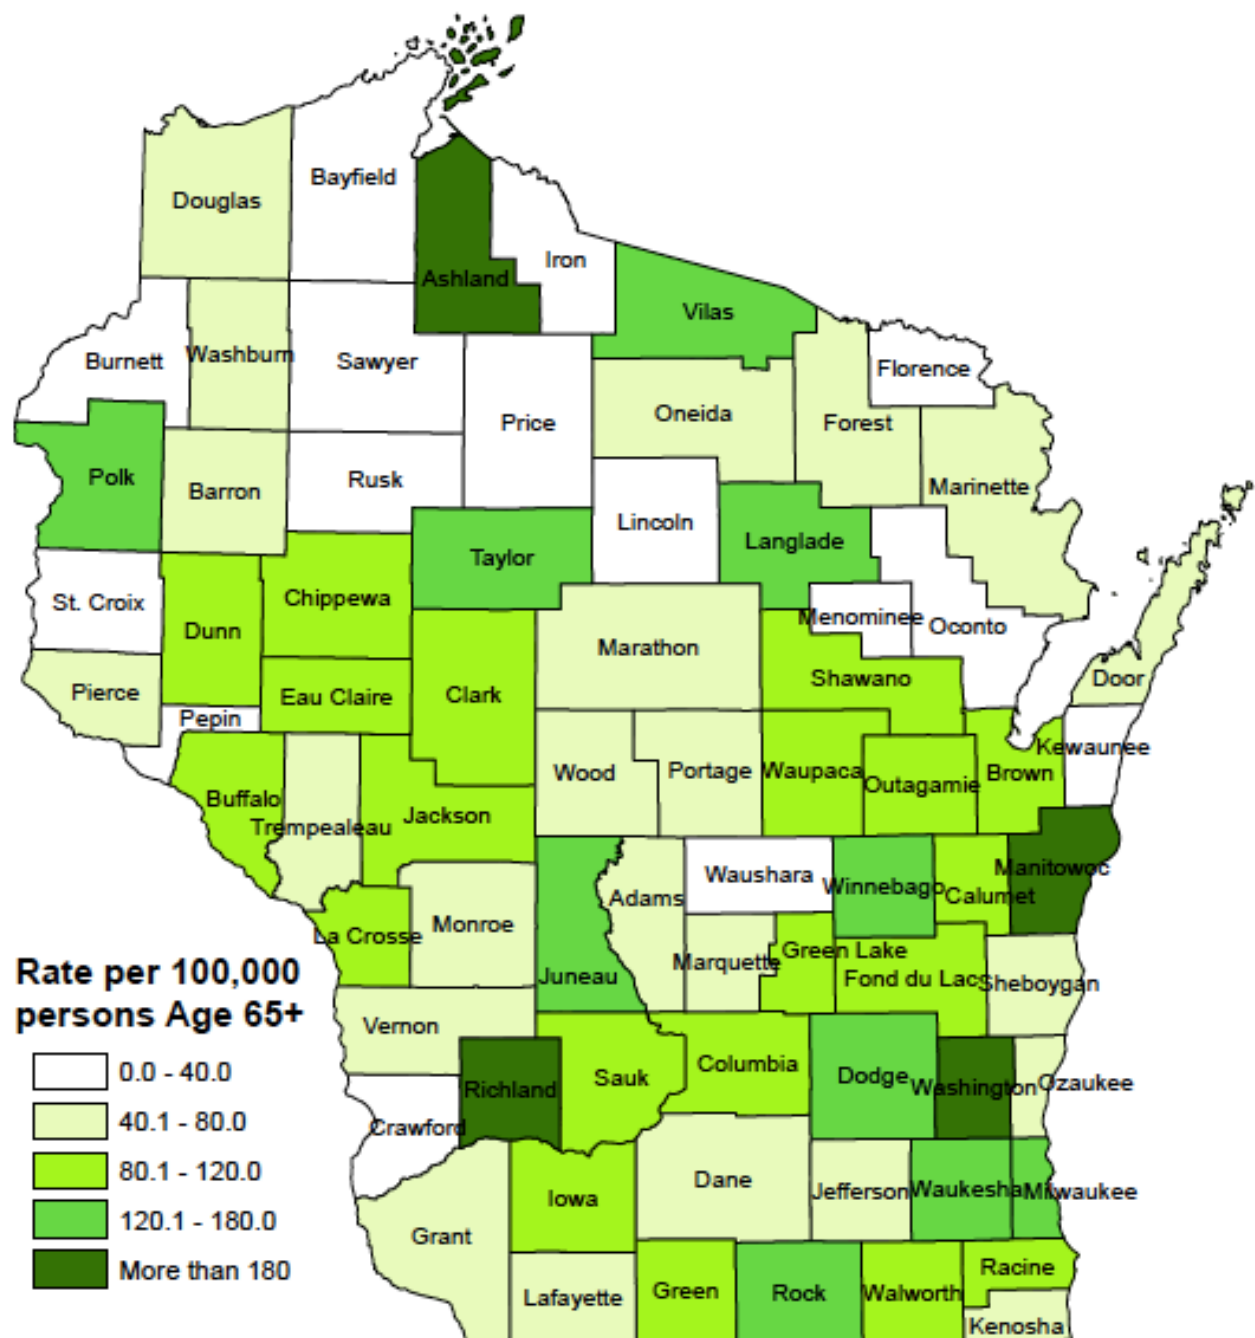 Bayfield
Douglas
Iron
Ashland
Vilas
Burnett
Washburn
Sawyer
Florence
Price
Oneida
Forest
Polk
Barron
Rusk
Marinette
Lincoln
Langlade
Taylor
St. Croix
Chippewa
Menominee
Oconto
Dunn
Marathon
Pierce
Eau Claire
Clark
Shawano
Door
Pepin
Kewaunee
Wood
Portage
Waupaca
Outagamie
Brown
Buffalo
Trempealeau
Jackson
Manitowoc
Waushara
Winnebago
Calumet
Adams
Monroe
La Crosse
Green Lake
Marquette
Juneau
Fond du Lac
Sheboygan
Rate per 100,000
persons Age 65+
0.0 - 40.0
40.1 - 80.0
80.1 - 120.0
120.1 - 180.0
More than 180
Vernon
Richland
Sauk
Columbia
Dodge
Washington
Ozaukee
Crawford
Dane
Jefferson
Waukesha
Milwaukee
Iowa
Grant
Lafayette
Green
Rock
Walworth
Racine
Kenosha